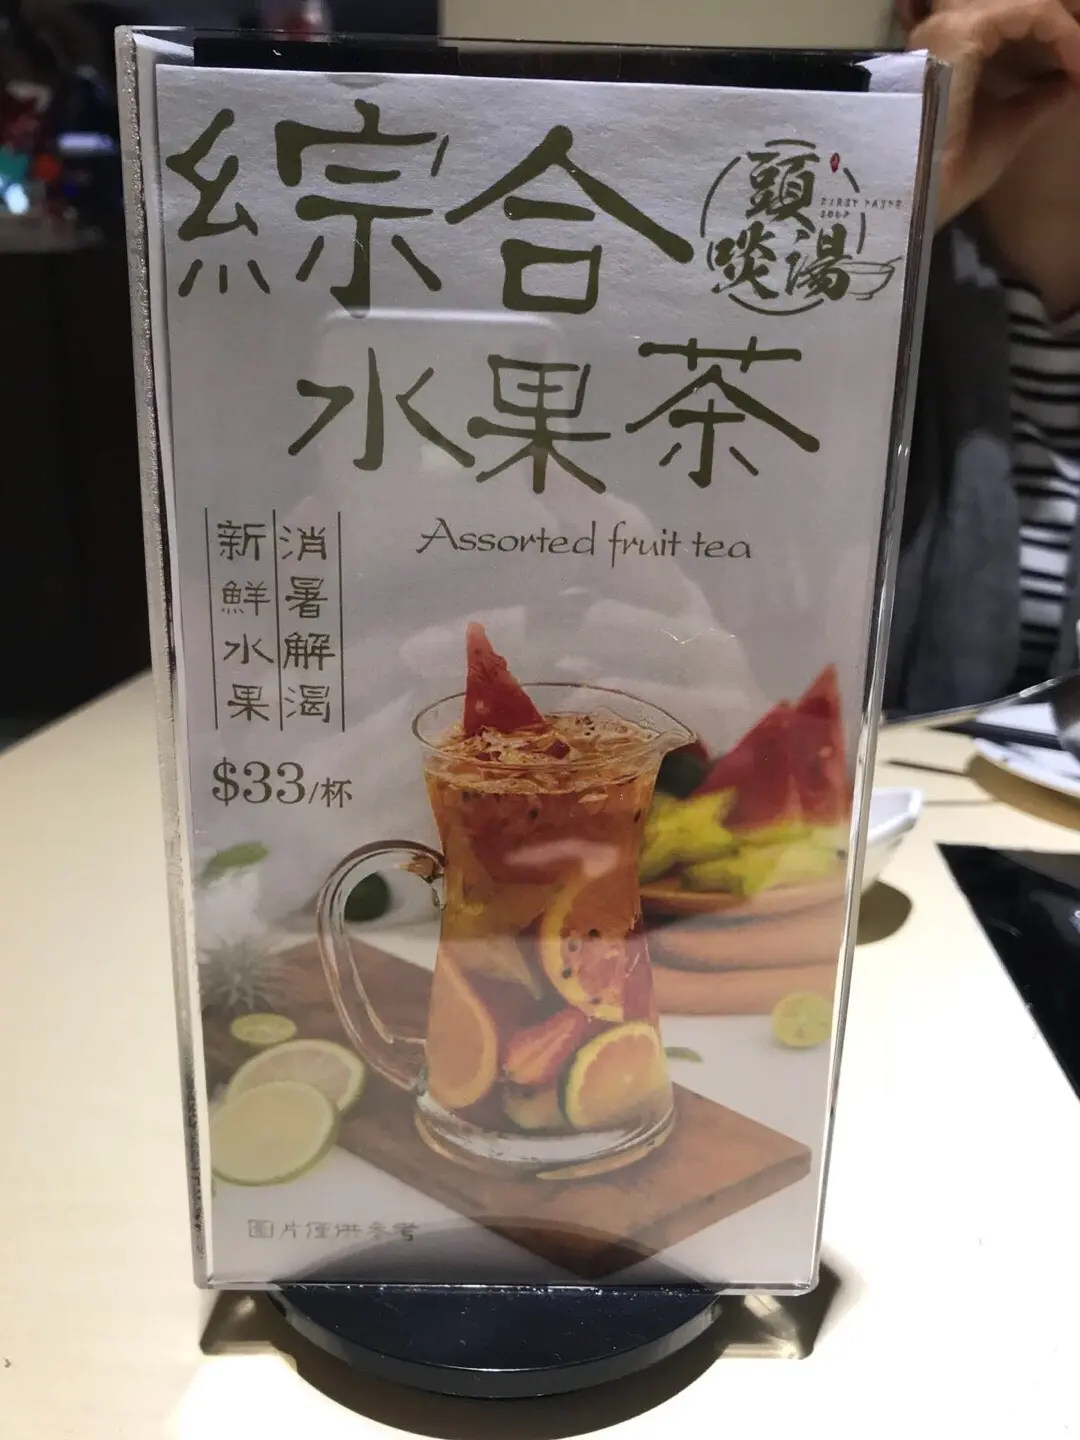 綜合
頭
啖湯
FIRST TASTE
SOUP
水果茶
Assorted fruit tea
消暑解渴
新鮮水果
$33/杯
圖片僅供參考